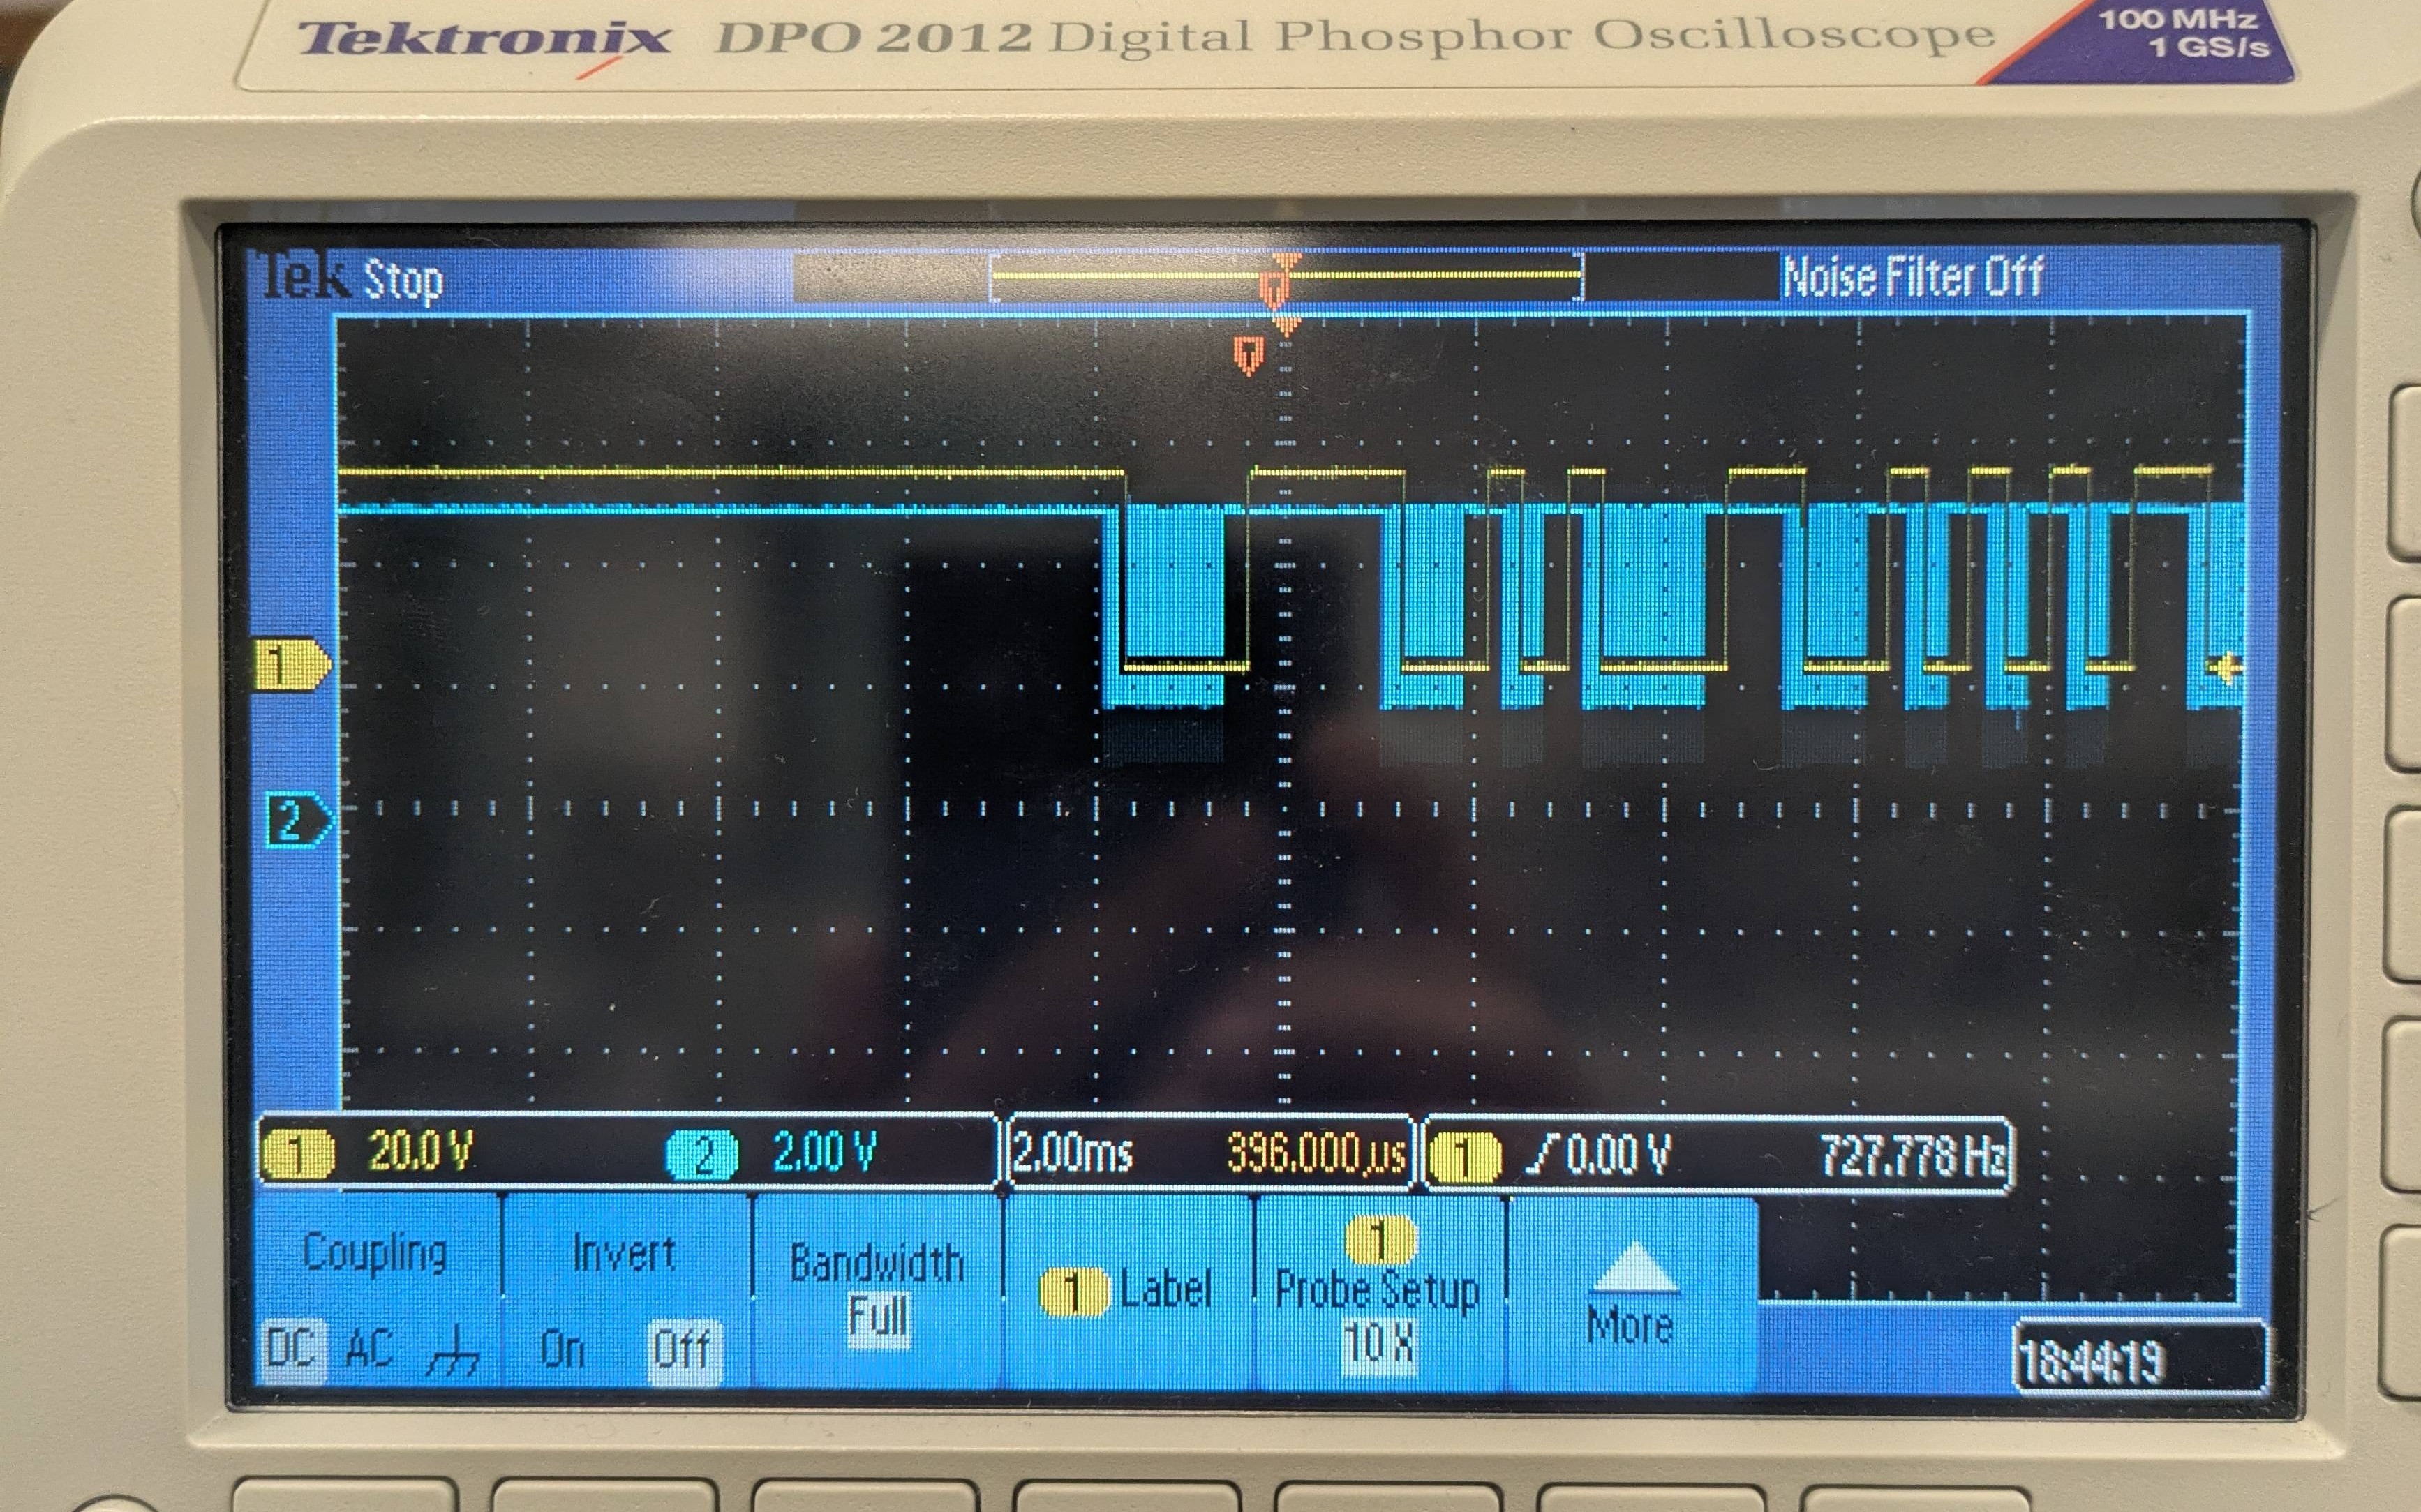 Tektronix DPO 2012 Digital Phosphor Oscilloscope
100 MHz
1 GS/s
Tek Stop
Noise Filter Off
T
T
1
2
1 20.0 V 2 2.00 V 2.00ms 396.000µs 1 0.00 V 727.778 Hz
Coupling
DC AC
Invert
On Off
Bandwidth
Full
1 Label
1
Probe Setup
10 X
More
18:44:19